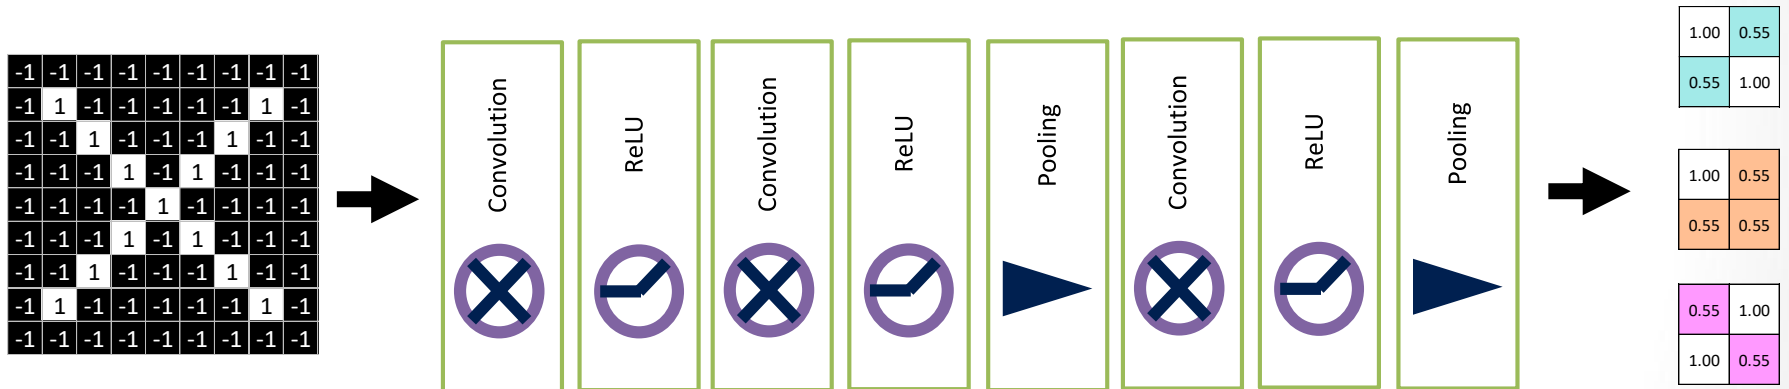 -1 -1 -1 -1 -1 -1 -1 -1 -1
-1 1 -1 -1 -1 -1 -1 1 -1
-1 -1 1 -1 -1 -1 1 -1 -1
-1 -1 -1 1 -1 1 -1 -1 -1
-1 -1 -1 -1 1 -1 -1 -1 -1
-1 -1 -1 1 -1 1 -1 -1 -1
-1 -1 1 -1 -1 -1 1 -1 -1
-1 1 -1 -1 -1 -1 -1 1 -1
-1 -1 -1 -1 -1 -1 -1 -1 -1
Convolution
ReLU
Convolution
ReLU
Pooling
Convolution
ReLU
Pooling
1.00 0.55
0.55 1.00
1.00 0.55
0.55 0.55
0.55 1.00
1.00 0.55